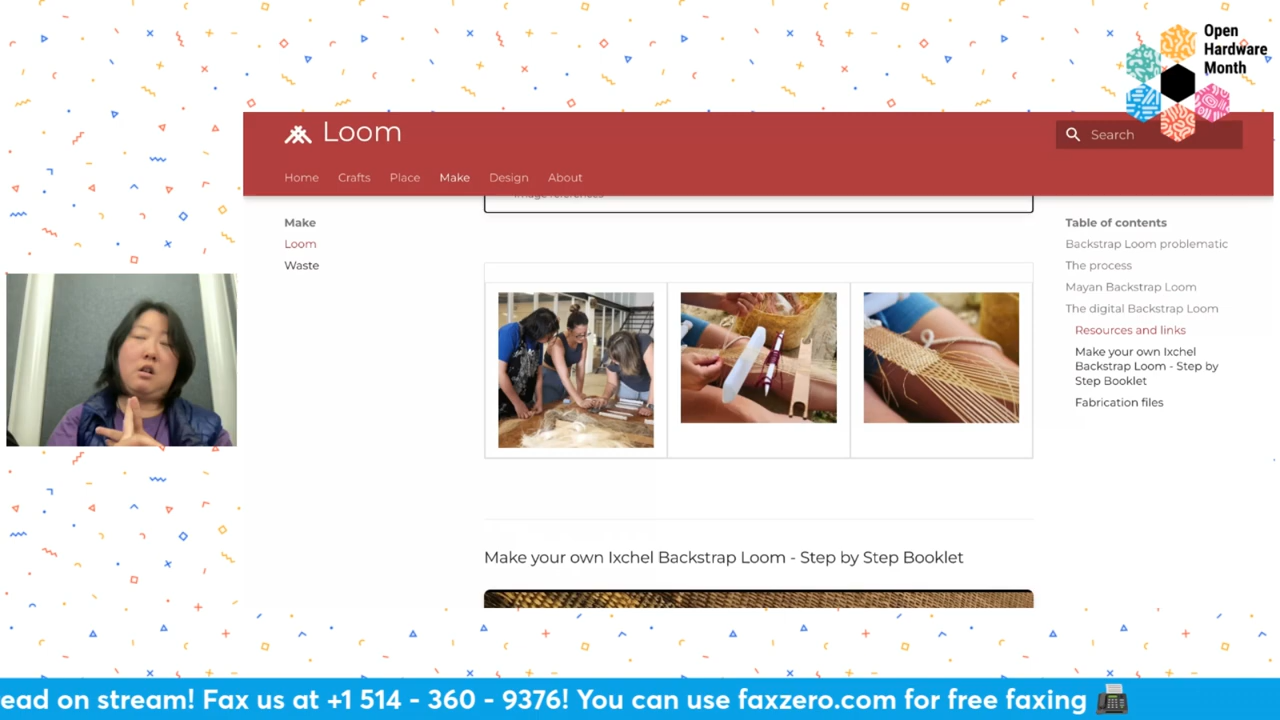 Open
Hardware
Month
Loom
Search
Home
Crafts
Place
Make
Design
About
Image references
Make
Loom
Waste
Table of contents
Backstrap Loom problematic
The process
Mayan Backstrap Loom
The digital Backstrap Loom
Resources and links
Make your own Ixchel
Backstrap Loom - Step by
Step Booklet
Fabrication files
Make your own Ixchel Backstrap Loom - Step by Step Booklet
ead on stream! Fax us at +1 514 - 360 - 9376! You can use faxzero.com for free faxing